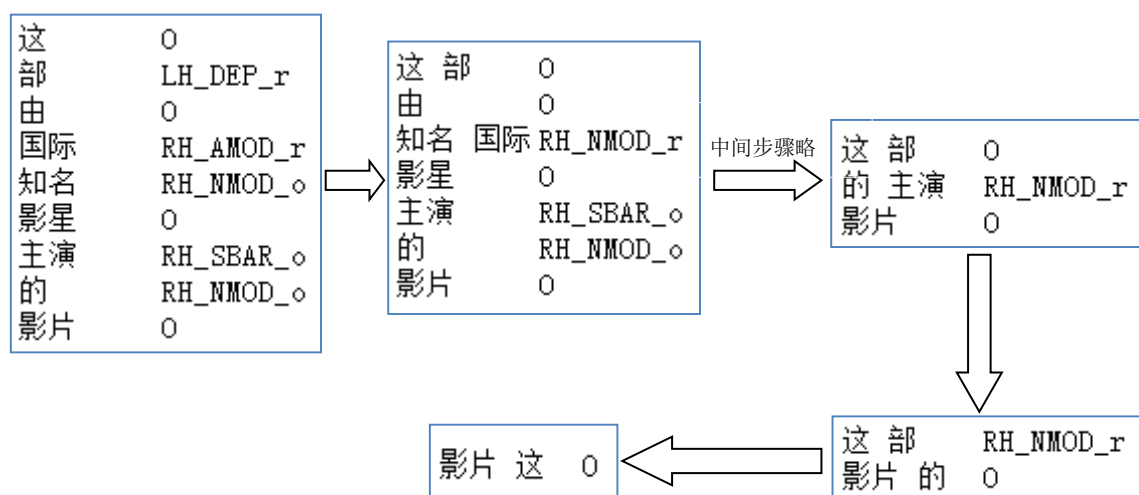 这 O
部 LH_DEP_r
由 O
国际 RH_AMOD_r
知名 RH_NMOD_o
影星 O
主演 RH_SBAR_o
的 RH_NMOD_o
影片 O
这 部 O
由 O
知名 国际 RH_NMOD_r
影星 O
主演 RH_SBAR_o
的 RH_NMOD_o
影片 O
中间步骤略
这 部 O
的 主演 RH_NMOD_r
影片 O
这 部 RH_NMOD_r
影片 的 O
影片 这 O